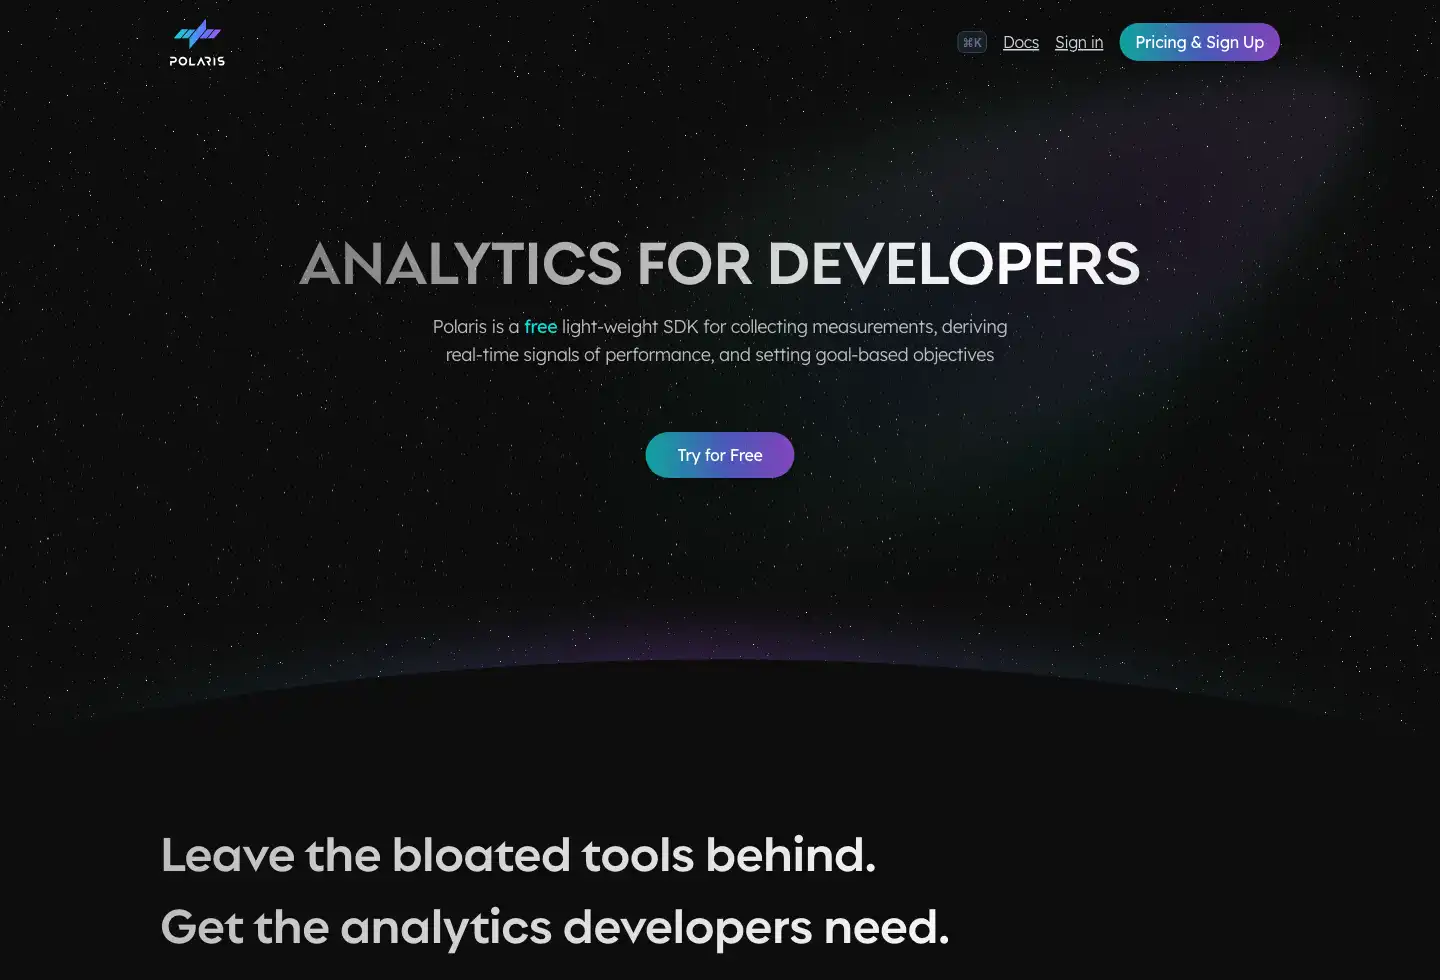 POLARIS
⌘K
Docs
Sign in
Pricing & Sign Up
ANALYTICS FOR DEVELOPERS
Polaris is a free light-weight SDK for collecting measurements, deriving
real-time signals of performance, and setting goal-based objectives
Try for Free
Leave the bloated tools behind.
Get the analytics developers need.